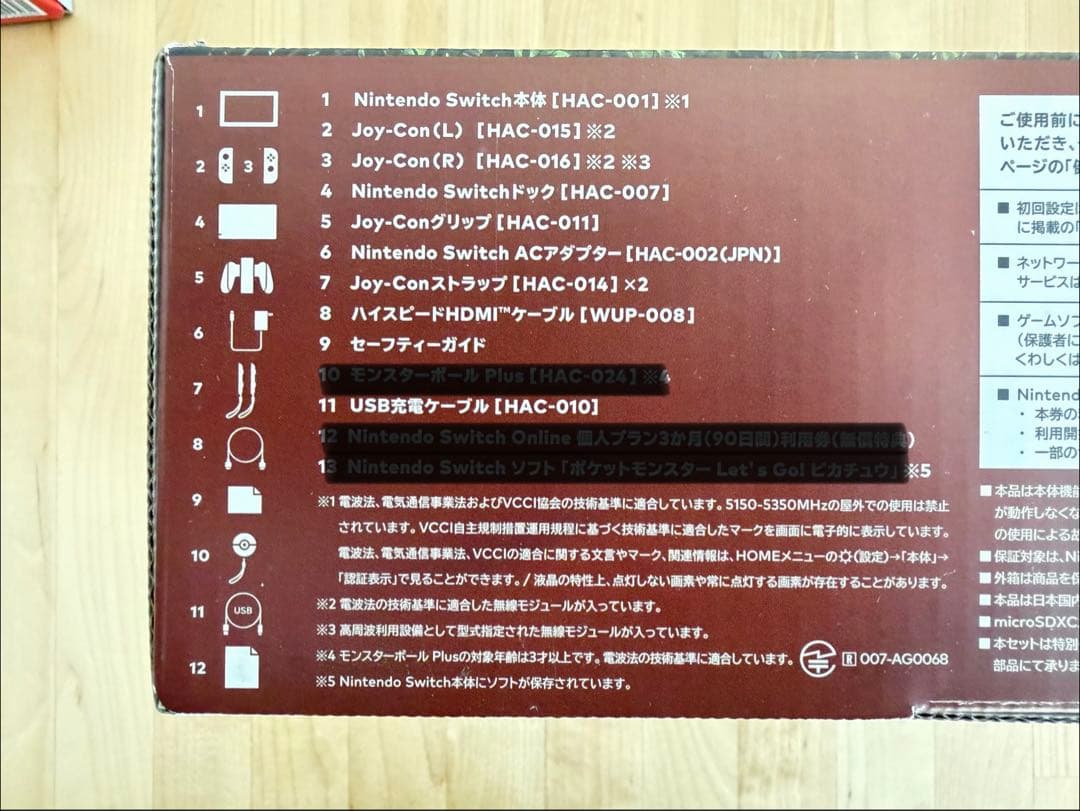 1 Nintendo Switch本体[HAC-001]※1
2 Joy-Con(L) [HAC-015]※2
3 Joy-Con(R) [HAC-016]※2 ※3
4 Nintendo Switchドック[HAC-007]
5 Joy-Conグリップ[HAC-011]
6 Nintendo Switch ACアダプター[HAC-002(JPN)]
7 Joy-Conストラップ[HAC-014]×2
8 ハイスピードHDMI™ケーブル[WUP-008]
9 セーフティーガイド
10 モンスターボール Plus[HAC-024]※4
11 USB充電ケーブル[HAC-010]
12 Nintendo Switch Online 個人プラン3か月(90日間)利用券(無償特典)
13 Nintendo Switch ソフト「ポケットモンスター Let's Go! ピカチュウ」※5
※1 電波法、電気通信事業法およびVCCI協会の技術基準に適合しています。5150-5350MHzの屋外での使用は禁止
されています。VCCI自主規制措置運用規程に基づく技術基準に適合したマークを画面に電子的に表示しています。
電波法、電気通信事業法、VCCIの適合に関する文言やマーク、関連情報は、HOMEメニューの(設定)→「本体」→
「認証表示」で見ることができます。/ 液晶の特性上、点灯しない画素や常に点灯する画素が存在することがあります。
※2 電波法の技術基準に適合した無線モジュールが入っています。
※3 高周波利用設備として型式指定された無線モジュールが入っています。
※4 モンスターボール Plusの対象年齢は3才以上です。電波法の技術基準に適合しています。
R 007-AG0068
※5 Nintendo Switch本体にソフトが保存されています。
1
2 3
4
5
6
7
8
9
10
11 USB
12
ご使用前に
いただき、
ページの「
■ 初回設定
に掲載の「
■ ネットワー
サービスは
■ ゲームソフ
(保護者に
くわしくは
■ Nintend
・ 本券の
・ 利用開
・ 一部の
■本品は本体機能
が動作しなくな
の使用による故
■保証対象は、Ni
■外箱は商品を保
■本品は日本国内
■microSDXC
■本セットは特別
部品にて承りま